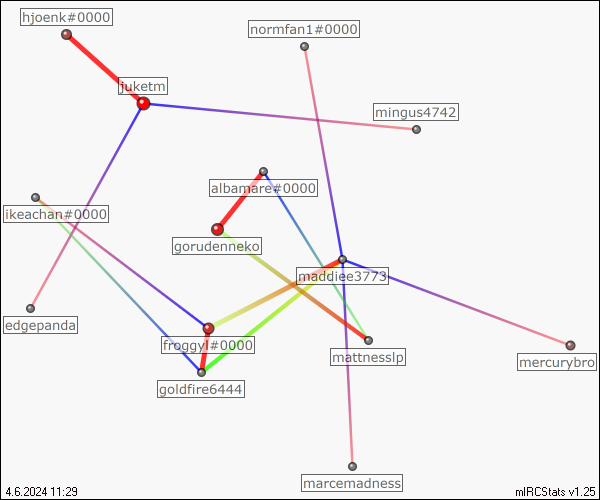 hjoenk#0000
normfan1#0000
juketm
mingus4742
albamare#0000
ikeachan#0000
gorudenneko
maddiee3773
edgepanda
froggyl#0000
mattnesslp
mercurybro
goldfire6444
marcemadness
4.6.2024 11:29
mIRCStats v1.25